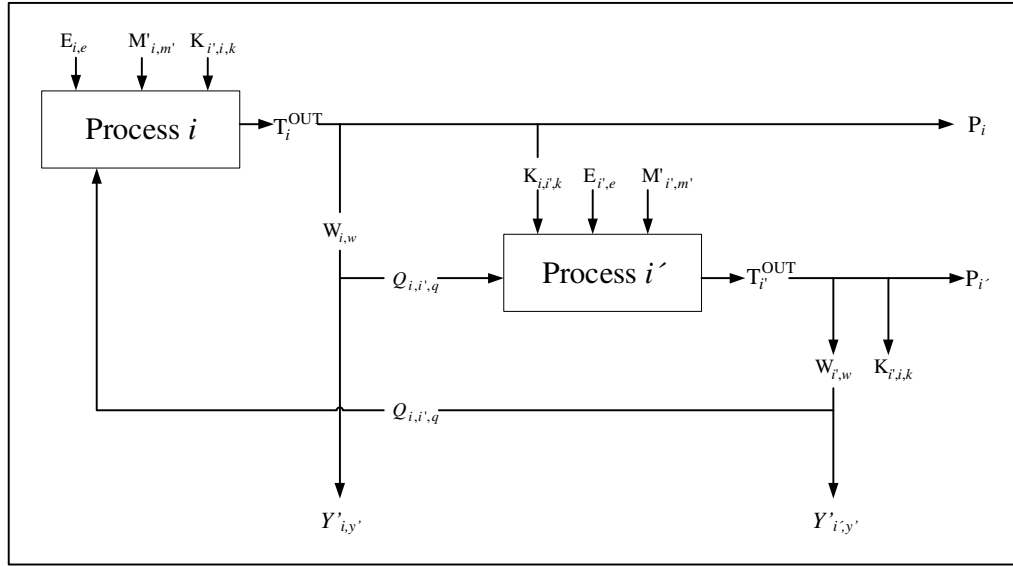 E_{i,e} M'_{i,m'} K_{i',i,k}
Process i
T_i^{OUT}
P_i
K_{i,i',k} E_{i',e} M'_{i',m'}
W_{i,w}
Q_{i,i',q}
Process i´
T_{i'}^{OUT}
P_{i´}
W_{i',w} K_{i',i,k}
Q_{i,i',q}
Y’_{i,y’} Y’_{i´,y’}